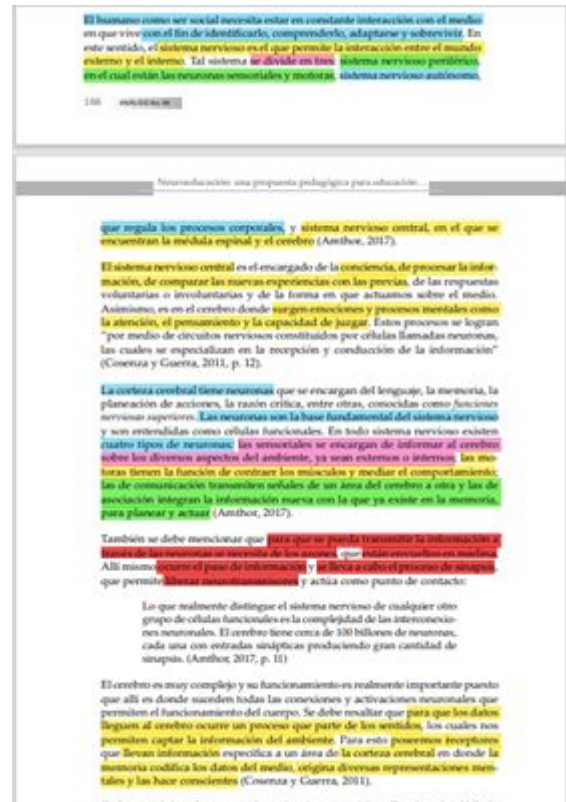 El humano como ser social necesita estar en constante interacción con el medio
en que vive con el fin de identificarlo, comprenderlo, adaptarse y sobrevivir. En
este sentido, el sistema nervioso es el que permite la interacción entre el mundo
externo y el interno. Tal sistema se divide en tres: sistema nervioso periférico,
en el cual están las neuronas sensoriales y motoras, sistema nervioso autónomo,
188
Neuroeducación: una propuesta pedagógica para educación...
que regula los procesos corporales, y sistema nervioso central, en el que se
encuentran la médula espinal y el cerebro (Amthor, 2017).
El sistema nervioso central es el encargado de la conciencia, de procesar la infor-
mación, de comparar las nuevas experiencias con las previas, de las respuestas
voluntarias o involuntarias y de la forma en que actuamos sobre el medio.
Asimismo, es en el cerebro donde surgen emociones y procesos mentales como
la atención, el pensamiento y la capacidad de juzgar. Estos procesos se logran
"por medio de circuitos nerviosos constituidos por células llamadas neuronas,
las cuales se especializan en la recepción y conducción de la información"
(Cosenza y Guerra, 2011, p. 12).
La corteza cerebral tiene neuronas que se encargan del lenguaje, la memoria, la
planeación de acciones, la razón crítica, entre otras, conocidas como funciones
nerviosas superiores. Las neuronas son la base fundamental del sistema nervioso
y son entendidas como células funcionales. En todo sistema nervioso existen
cuatro tipos de neuronas: las sensoriales se encargan de informar al cerebro
sobre los diversos aspectos del ambiente, ya sean externos o internos; las mo-
toras tienen la función de contraer los músculos y mediar el comportamiento;
las de comunicación transmiten señales de un área del cerebro a otra y las de
asociación integran la información nueva con la que ya existe en la memoria,
para planear y actuar (Amthor, 2017).
También se debe mencionar que para que se pueda transmitir la información a
través de las neuronas se necesita de los axones, que están envueltos en mielina.
Allí mismo ocurre el paso de información y se lleva a cabo el proceso de sinapsis,
que permite liberar neurotransmisores y actúa como punto de contacto:
Lo que realmente distingue el sistema nervioso de cualquier otro
grupo de células funcionales es la complejidad de las interconexio-
nes neuronales. El cerebro tiene cerca de 100 billones de neuronas,
cada una con entradas sinápticas produciendo gran cantidad de
sinapsis. (Amthor, 2017, p. 11)
El cerebro es muy complejo y su funcionamiento es realmente importante puesto
que allí es donde suceden todas las conexiones y activaciones neuronales que
permiten el funcionamiento del cuerpo. Se debe resaltar que para que los datos
lleguen al cerebro ocurre un proceso que parte de los sentidos, los cuales nos
permiten captar la información del ambiente. Para esto poseemos receptores
que llevan información específica a un área de la corteza cerebral en donde la
memoria codifica los datos del medio, origina diversas representaciones men-
tales y las hace conscientes (Cosenza y Guerra, 2011).